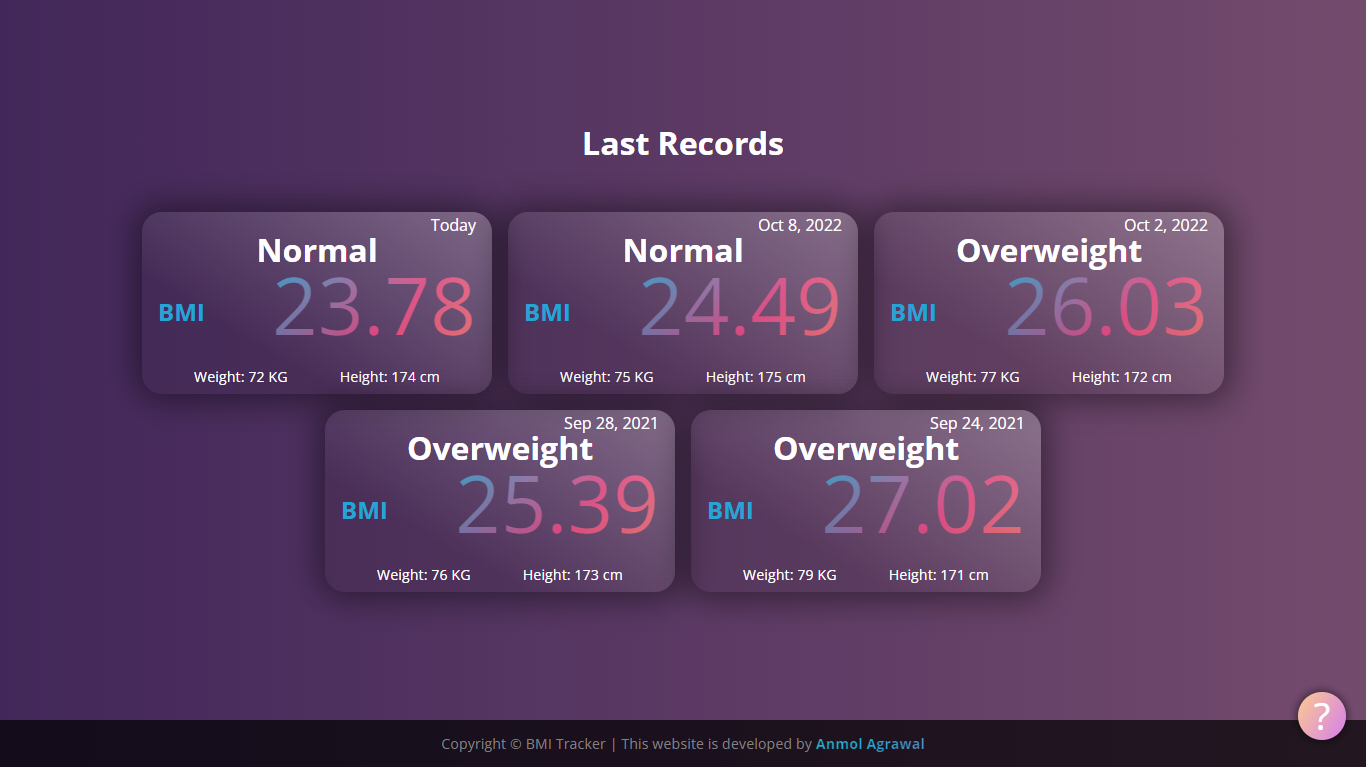 Last Records
Today
Normal
BMI 23.78
Weight: 72 KG Height: 174 cm
Oct 8, 2022
Normal
BMI 24.49
Weight: 75 KG Height: 175 cm
Oct 2, 2022
Overweight
BMI 26.03
Weight: 77 KG Height: 172 cm
Sep 28, 2021
Overweight
BMI 25.39
Weight: 76 KG Height: 173 cm
Sep 24, 2021
Overweight
BMI 27.02
Weight: 79 KG Height: 171 cm
?
Copyright © BMI Tracker | This website is developed by Anmol Agrawal